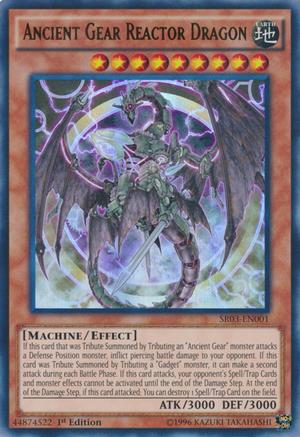 ANCIENT GEAR REACTOR DRAGON
EARTH
地
SR03-EN001
[MACHINE/EFFECT]
If this card that was Tribute Summoned by Tributing an "Ancient Gear" monster attacks
a Defense Position monster, inflict piercing battle damage to your opponent. If this
card that was Tribute Summoned by Tributing a "Gadget" monster, it can make a second
attack during each Battle Phase. If this card attacks, your opponent's Spell/Trap Cards
and monster effects cannot be activated until the end of the Damage Step. At the end
of the Damage Step, if this card attacked: You can destroy 1 Spell/Trap Card on the field.
ATK/3000 DEF/3000
44874522 1st Edition ©1996 KAZUKI TAKAHASHI